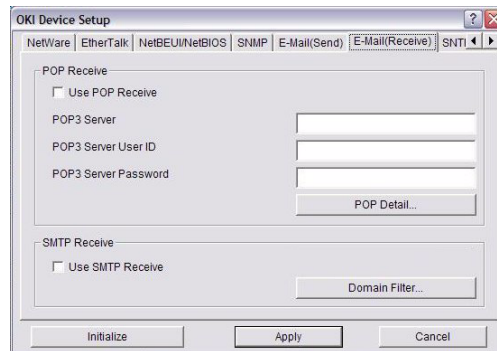 OKI Device Setup
NetWare EtherTalk NetBEUI/NetBIOS SNMP E-Mail(Send) E-Mail(Receive) SNT
POP Receive
Use POP Receive
POP3 Server
POP3 Server User ID
POP3 Server Password
POP Detail...
SMTP Receive
Use SMTP Receive
Domain Filter...
Initialize Apply Cancel